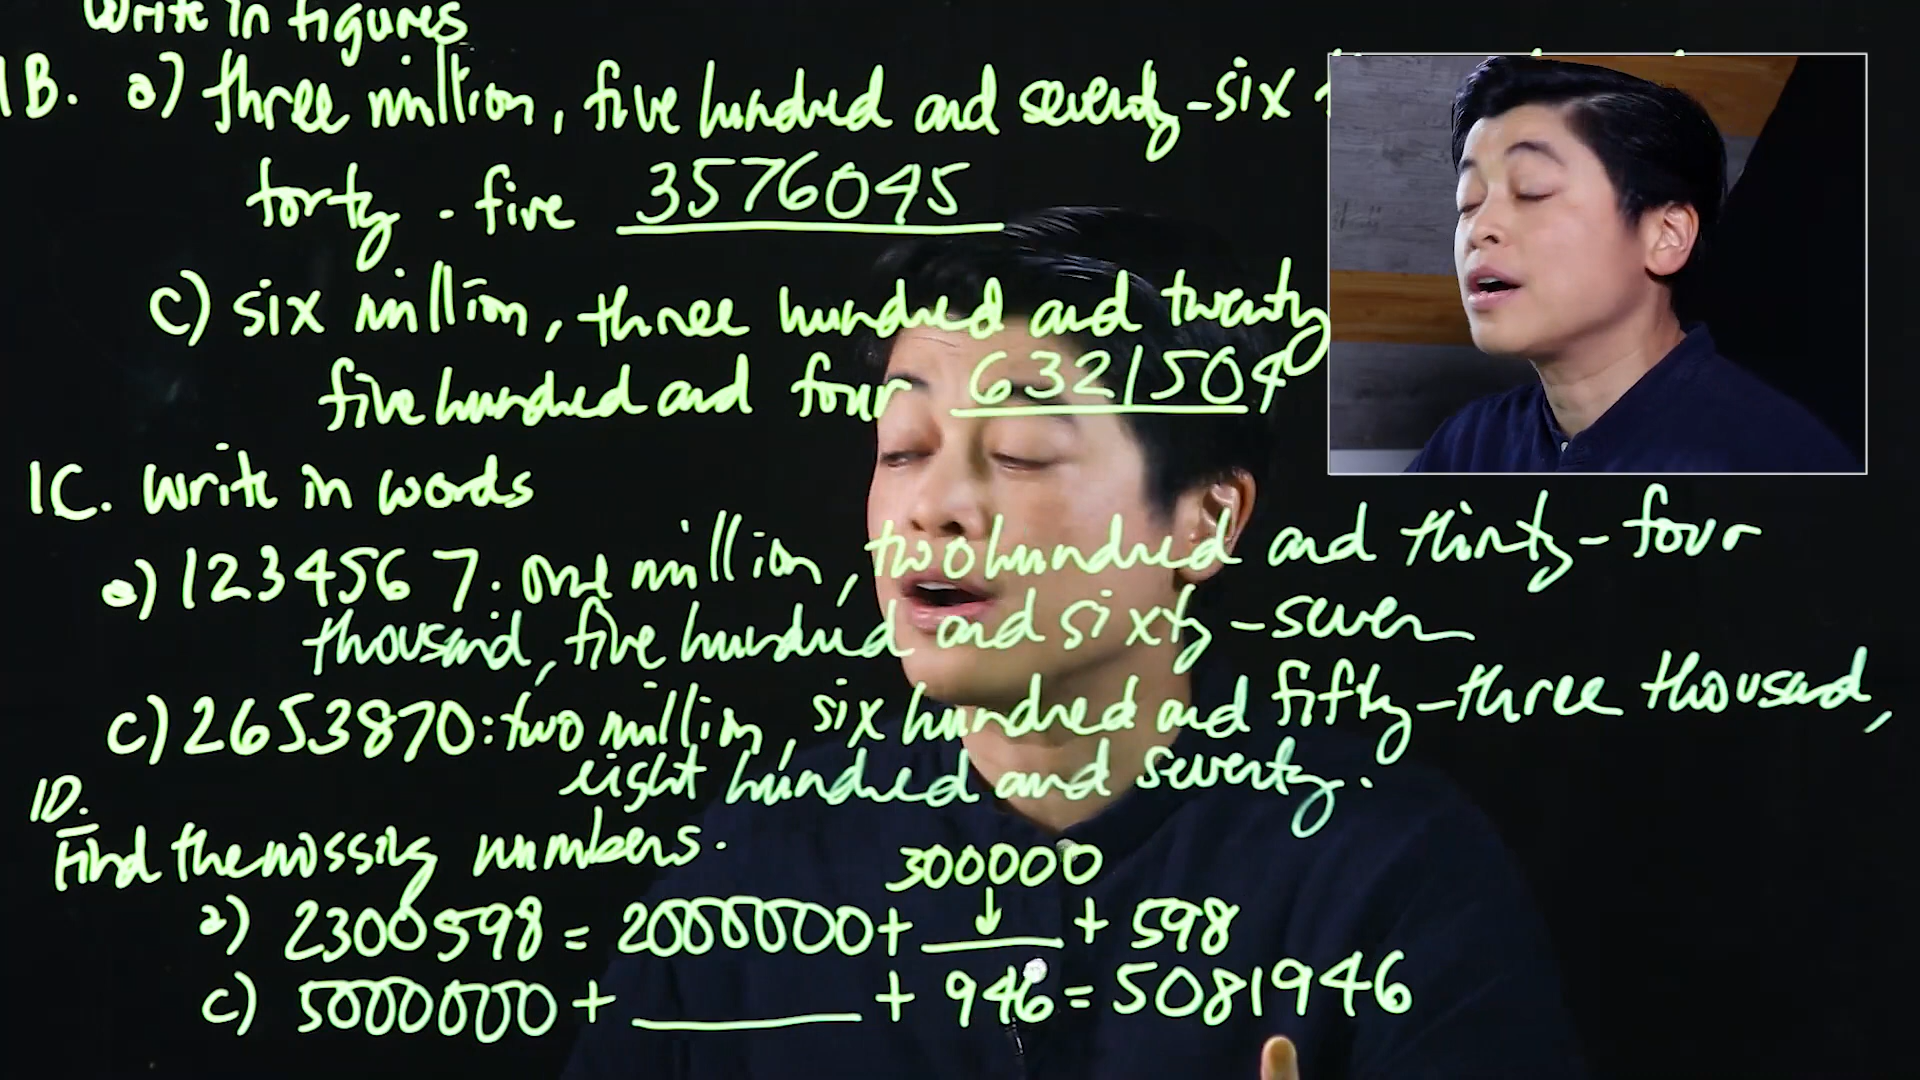 Write in figures
1B. a) three million, five hundred and seventy-six
forty-five 3576045
c) six million, three hundred and twenty
five hundred and four 6321504
1C. Write in words
a) 1234567: one million, two hundred and thirty-four
thousand, five hundred and sixty-seven
c) 2653870: two million, six hundred and fifty-three thousand,
eight hundred and seventy.
1D.
Find the missing numbers.
300000
a) 2300598 = 2000000 + ↓ + 598
c) 5000000 + ____ + 946 = 5081946